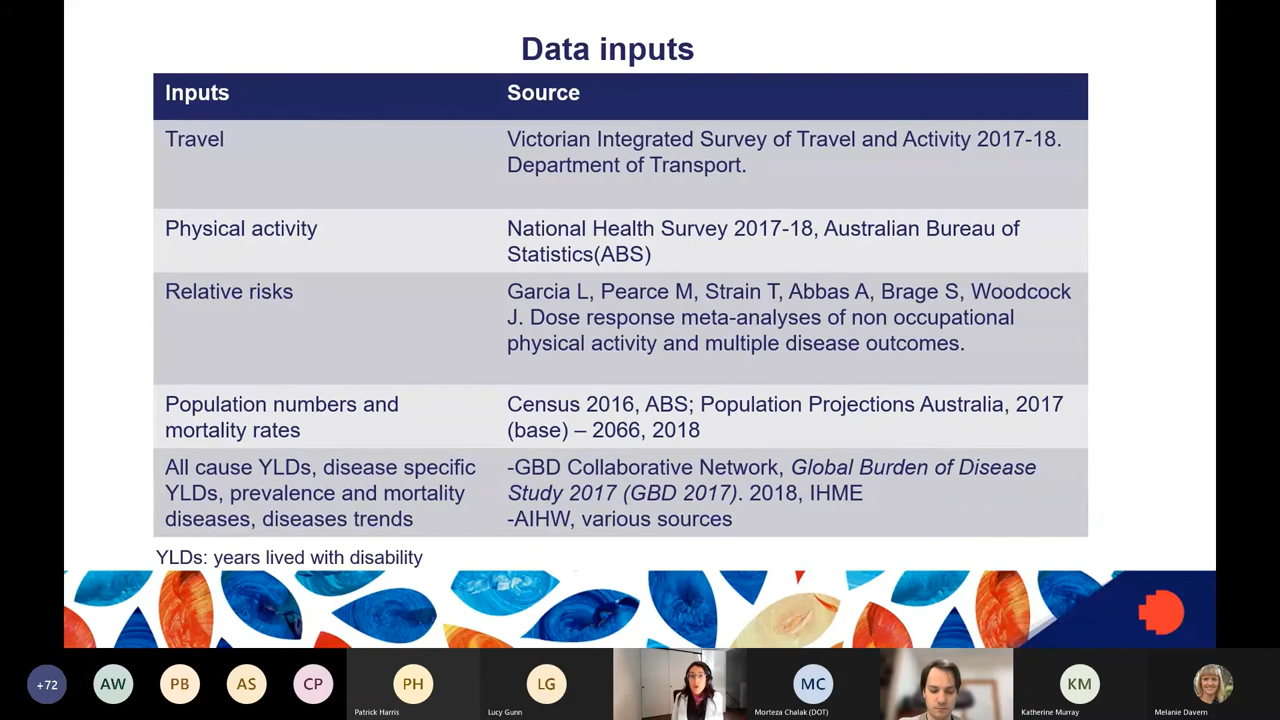 Data inputs
Inputs
Source
Travel
Victorian Integrated Survey of Travel and Activity 2017-18.
Department of Transport.
Physical activity
National Health Survey 2017-18, Australian Bureau of
Statistics(ABS)
Relative risks
Garcia L, Pearce M, Strain T, Abbas A, Brage S, Woodcock
J. Dose response meta-analyses of non occupational
physical activity and multiple disease outcomes.
Population numbers and
mortality rates
Census 2016, ABS; Population Projections Australia, 2017
(base) – 2066, 2018
All cause YLDs, disease specific
YLDs, prevalence and mortality
diseases, diseases trends
-GBD Collaborative Network, Global Burden of Disease
Study 2017 (GBD 2017). 2018, IHME
-AIHW, various sources
YLDs: years lived with disability
+72
AW
PB
AS
CP
PH
Patrick Harris
LG
Lucy Gunn
MC
Morteza Chalak (DOT)
KM
Katherine Murray
Melanie Davern